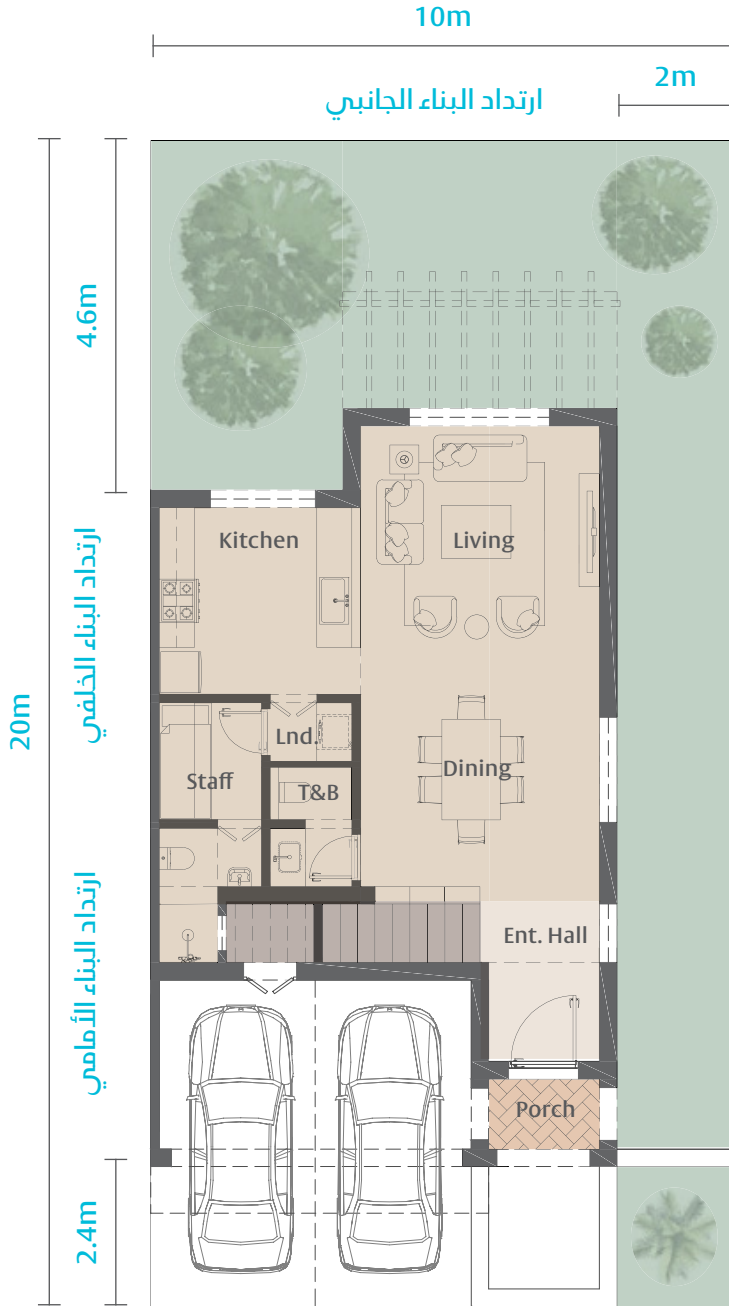 10m
2m
ارتداد البناء الجانبي
4.6m
ارتداد البناء الخلفي
20m
ارتداد البناء الأمامي
2.4m
Kitchen
Living
Lnd.
Staff
T&B
Dining
Ent. Hall
Porch